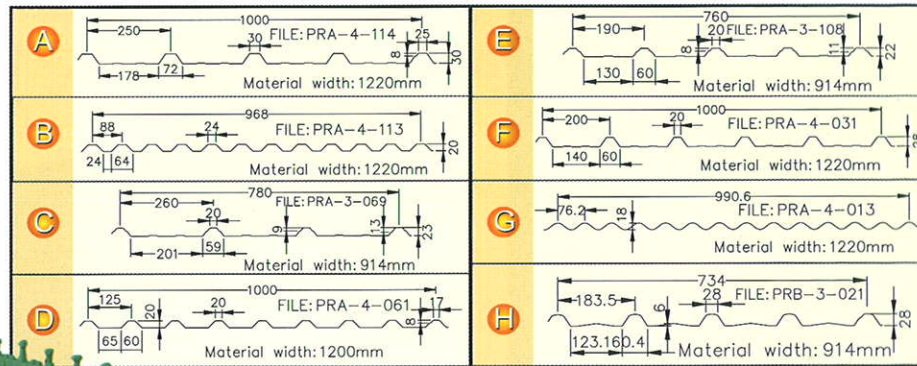 A
1000
250
30
FILE: PRA-4-114
25
8
30
178
72
Material width: 1220mm
B
968
88
24
FILE: PRA-4-113
24
64
20
Material width: 1220mm
C
780
260
20
FILE: PRA-3-069
9
13
23
201
59
Material width: 914mm
D
1000
125
20
20
FILE: PRA-4-061
17
8
65
60
Material width: 1200mm
E
760
190
20
FILE: PRA-3-108
8
11
22
130
60
Material width: 914mm
F
1000
200
20
FILE: PRA-4-031
140
60
Material width: 1220mm
G
990.6
76.2
18
FILE: PRA-4-013
Material width: 1220mm
H
734
183.5
6
28
FILE: PRB-3-021
28
123.1
60.4
Material width: 914mm